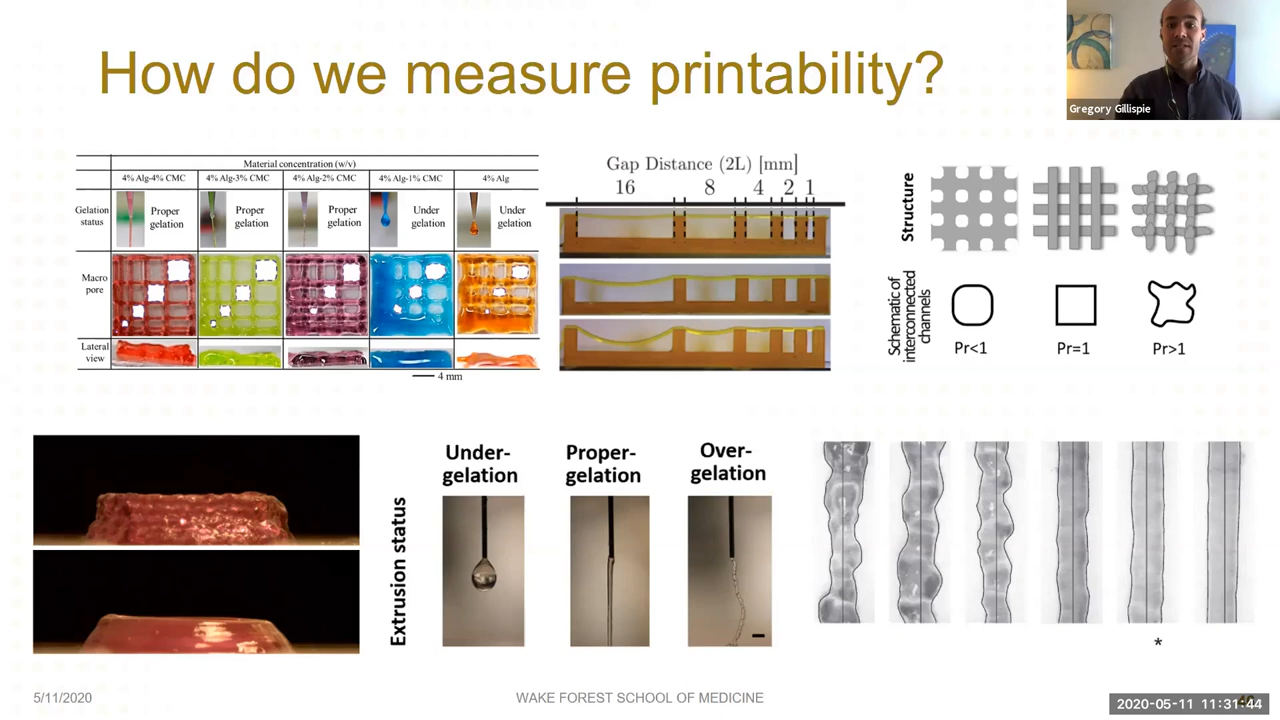 How do we measure printability?
Gregory Gillispie
Material concentration (w/v)
4% Alg-4% CMC
4% Alg-3% CMC
4% Alg-2% CMC
4% Alg-1% CMC
4% Alg
Gelation
status
Proper
gelation
Proper
gelation
Proper
gelation
Under
gelation
Under
gelation
Macro
pore
Lateral
view
4 mm
Gap Distance (2L) [mm]
16 8 4 2 1
Structure
Schematic of
interconnected
channels
Pr<1
Pr=1
Pr>1
Extrusion status
Under-
gelation
Proper-
gelation
Over-
gelation
*
5/11/2020
WAKE FOREST SCHOOL OF MEDICINE
2020-05-11 11:31:44